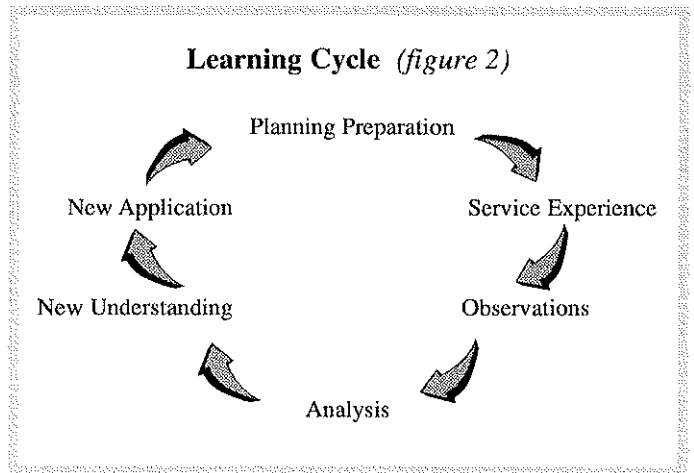 Learning Cycle (figure 2)
Planning Preparation
Service Experience
Observations
Analysis
New Understanding
New Application